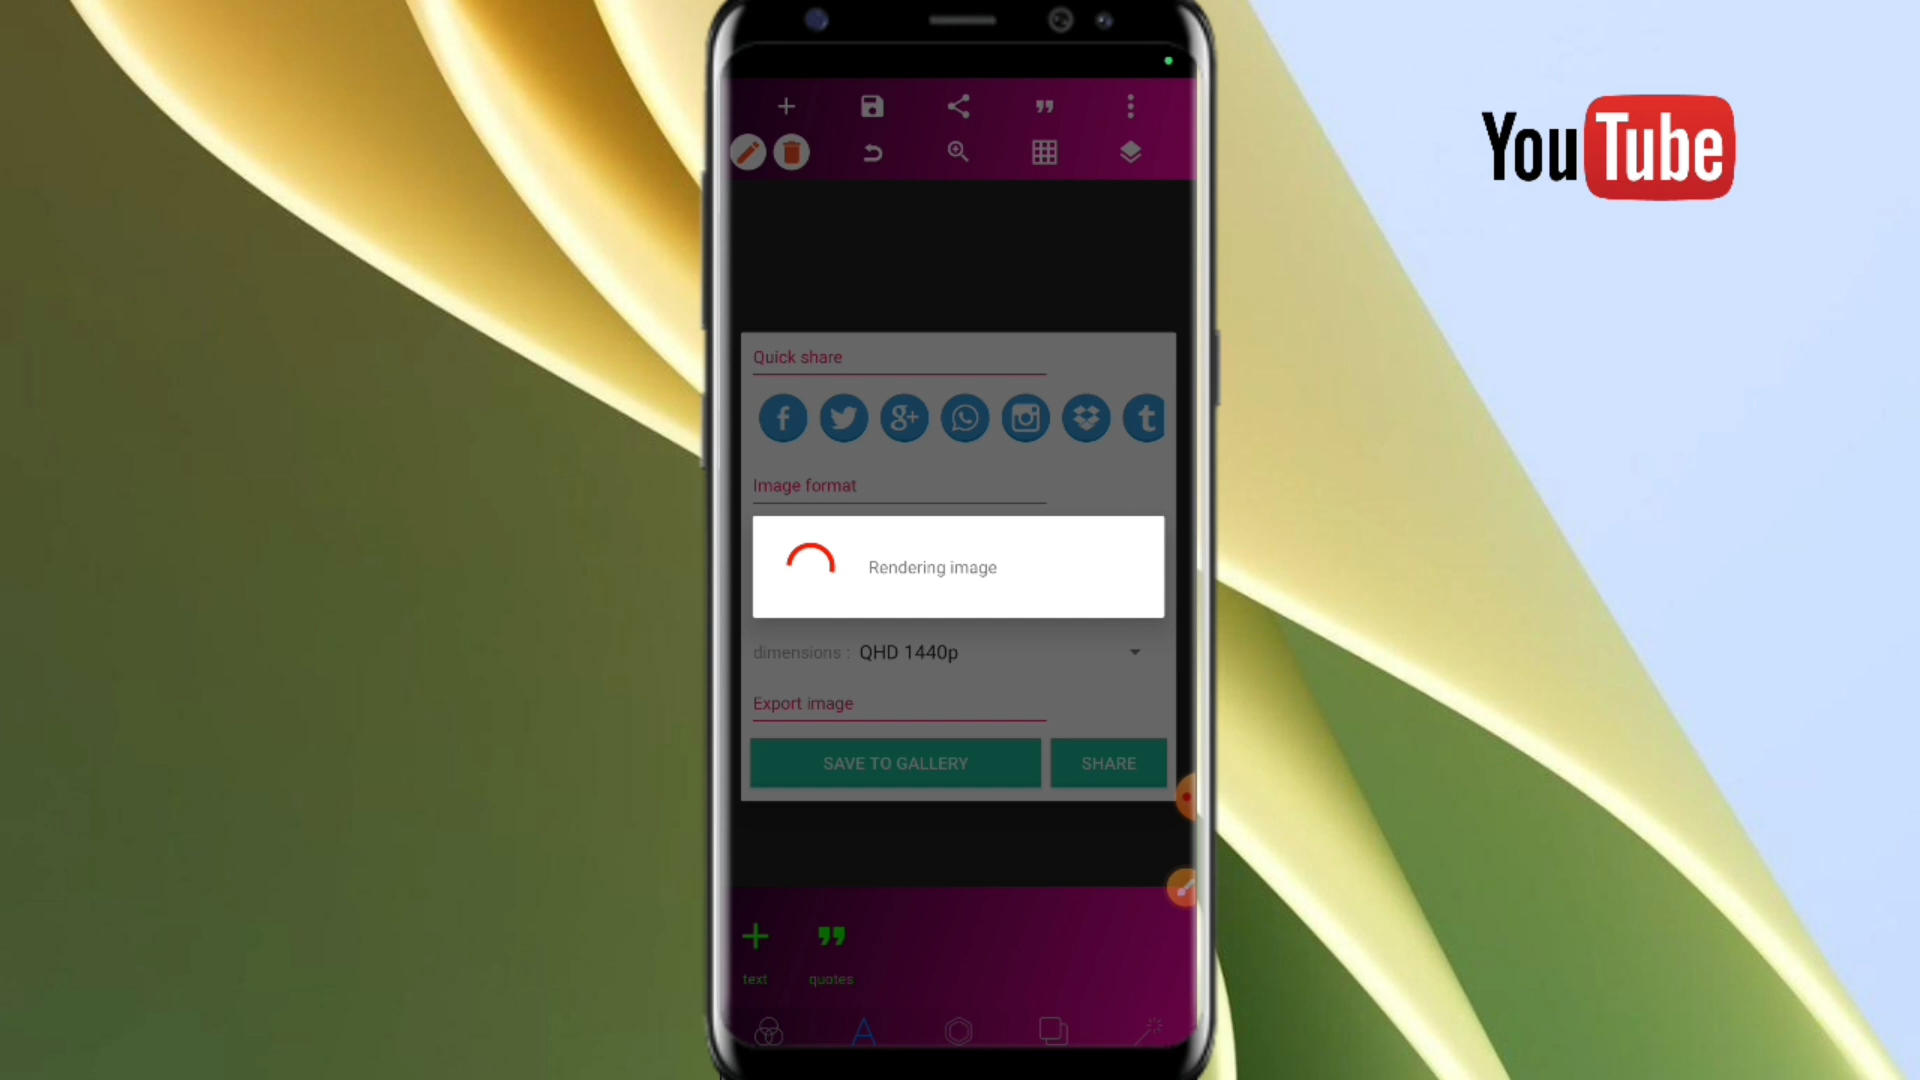 YouTube
Quick share
Image format
Rendering image
dimensions : QHD 1440p
Export image
SAVE TO GALLERY SHARE
text quotes